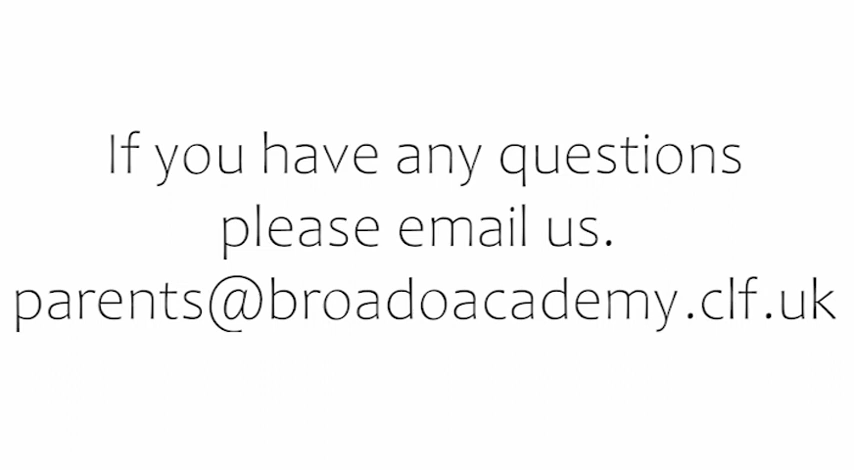 If you have any questions
please email us.
parents@broadoacademy.clf.uk